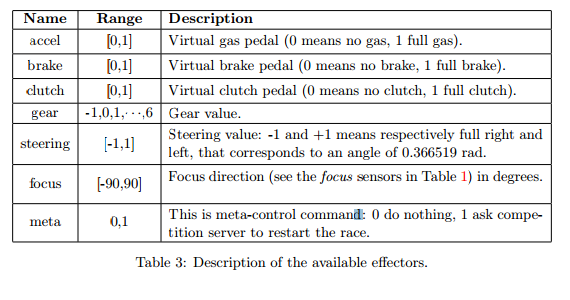 Name Range Description
accel [0,1] Virtual gas pedal (0 means no gas, 1 full gas).
brake [0,1] Virtual brake pedal (0 means no brake, 1 full brake).
clutch [0,1] Virtual clutch pedal (0 means no clutch, 1 full clutch).
gear -1,0,1,⋯,6 Gear value.
steering [-1,1] Steering value: -1 and +1 means respectively full right and
left, that corresponds to an angle of 0.366519 rad.
focus [-90,90] Focus direction (see the focus sensors in Table 1) in degrees.
meta 0,1 This is meta-control command: 0 do nothing, 1 ask compe-
tition server to restart the race.
Table 3: Description of the available effectors.